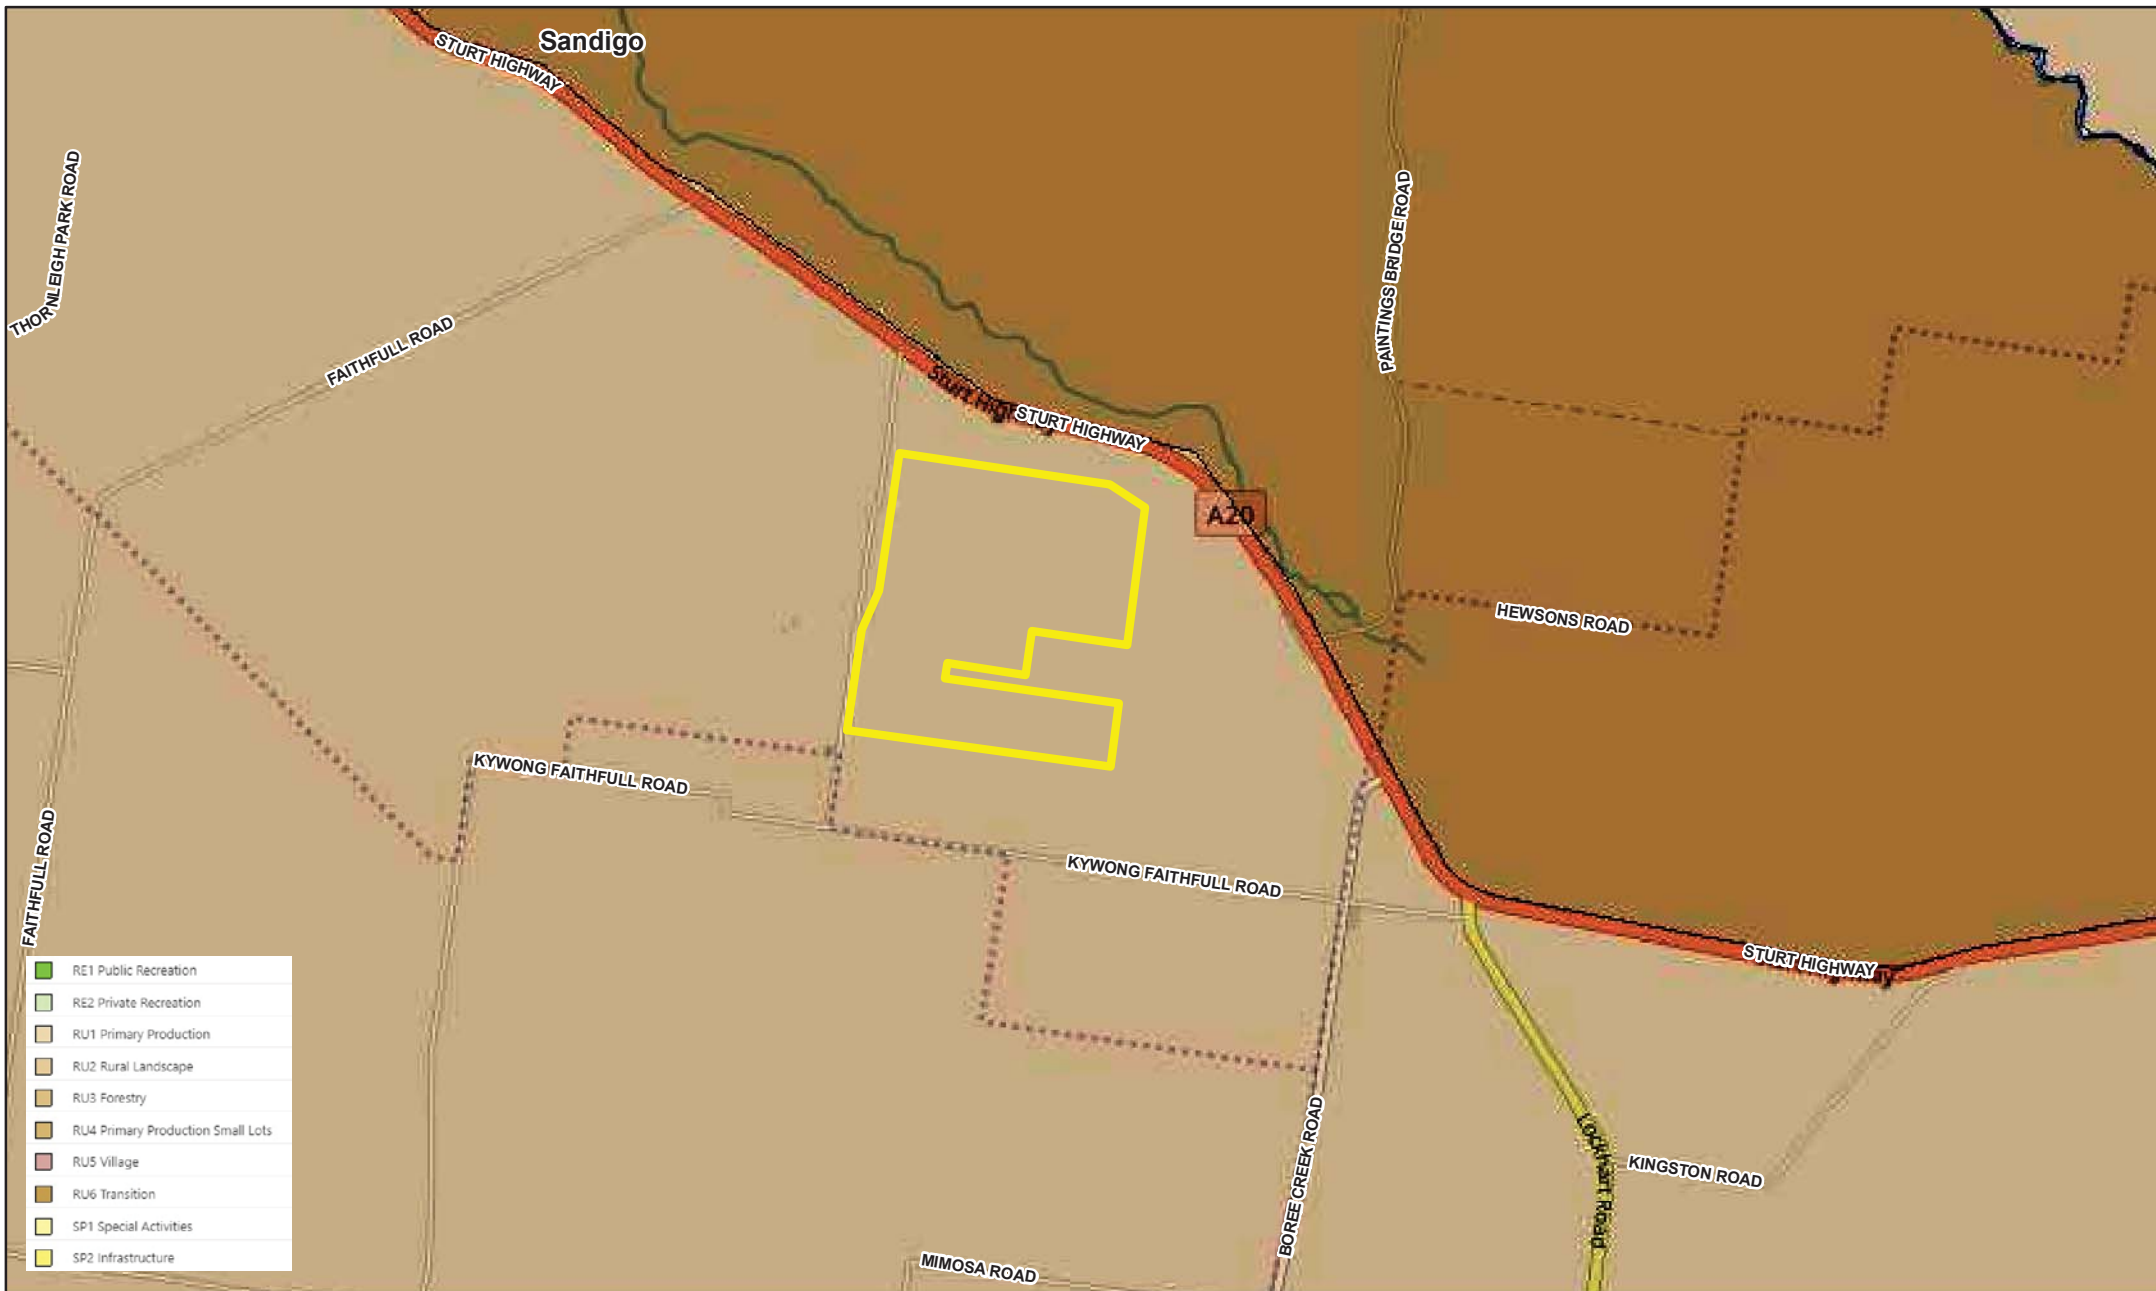 Sandigo
STURT HIGHWAY
THORNLEIGH PARK ROAD
PAINTINGS BRIDGE ROAD
FAITHFULL ROAD
STURT HIGHWAY
A20
HEWSONS ROAD
KYWONG FAITHFULL ROAD
FAITHFULL ROAD
KYWONG FAITHFULL ROAD
STURT HIGHWAY
BOREE CREEK ROAD
Lockhart Road
KINGSTON ROAD
MIMOSA ROAD
RE1 Public Recreation
RE2 Private Recreation
RU1 Primary Production
RU2 Rural Landscape
RU3 Forestry
RU4 Primary Production Small Lots
RU5 Village
RU6 Transition
SP1 Special Activities
SP2 Infrastructure